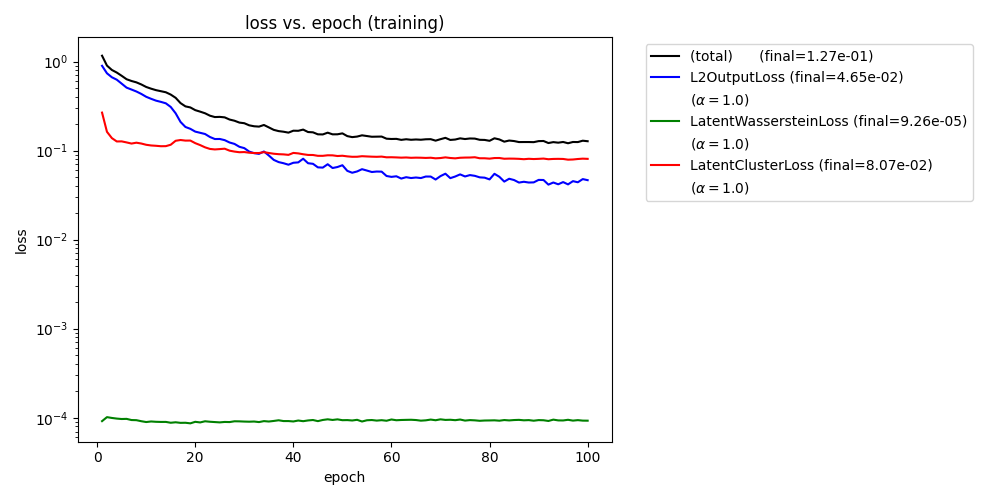 loss vs. epoch (training)
10^0
10^-1
10^-2
10^-3
10^-4
loss
0 20 40 60 80 100
epoch
(total) (final=1.27e-01)
L2OutputLoss (final=4.65e-02)
(α = 1.0)
LatentWassersteinLoss (final=9.26e-05)
(α = 1.0)
LatentClusterLoss (final=8.07e-02)
(α = 1.0)